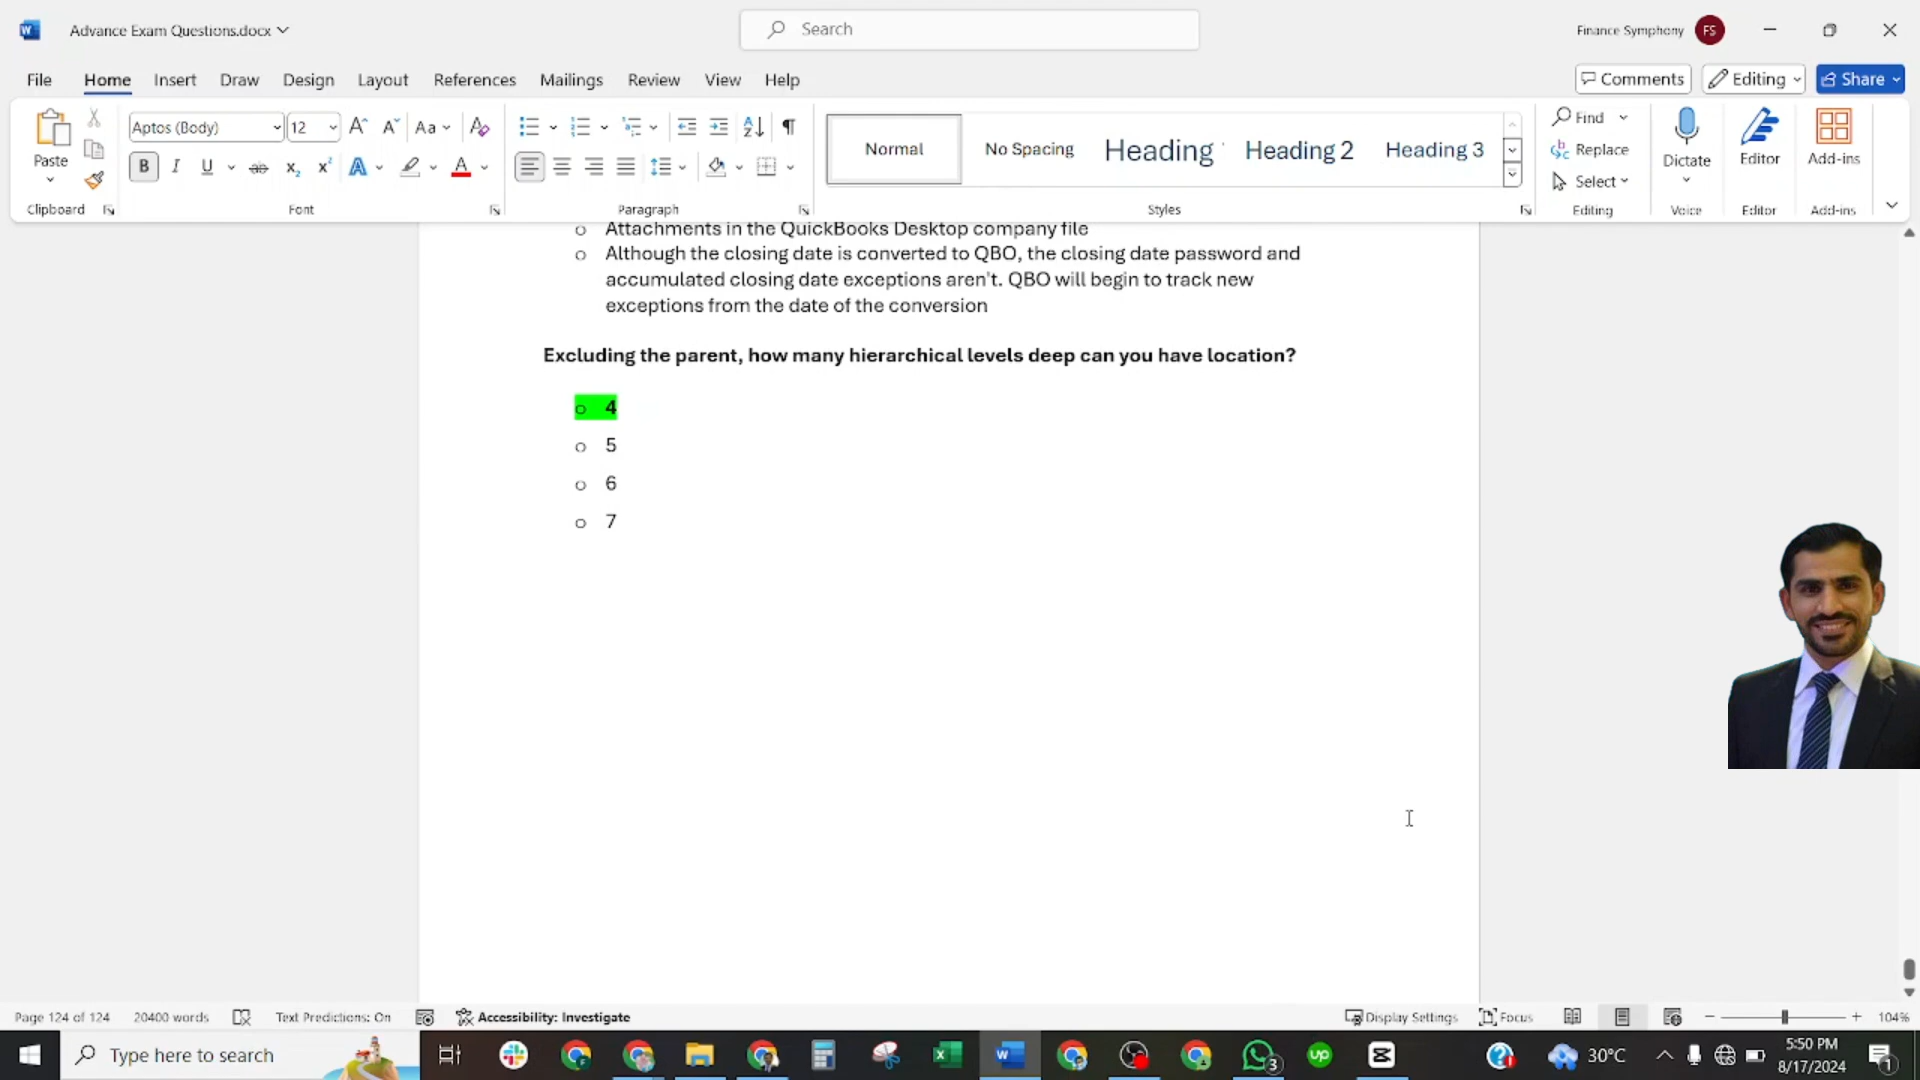 Advance Exam Questions.docx
Search
Finance Symphony
FS
File
Home
Insert
Draw
Design
Layout
References
Mailings
Review
View
Help
Comments
Editing
Share
Paste
Clipboard
Aptos (Body)
12
Font
Paragraph
Normal
No Spacing
Heading
Heading 2
Heading 3
Styles
Find
Replace
Select
Editing
Dictate
Voice
Editor
Editor
Add-ins
Add-ins
o Attachments in the QuickBooks Desktop company file
o Although the closing date is converted to QBO, the closing date password and
accumulated closing date exceptions aren't. QBO will begin to track new
exceptions from the date of the conversion
Excluding the parent, how many hierarchical levels deep can you have location?
o 4
o 5
o 6
o 7
Page 124 of 124
20400 words
Text Predictions: On
Accessibility: Investigate
Display Settings
Focus
104%
Type here to search
3
30°C
5:50 PM
8/17/2024
1